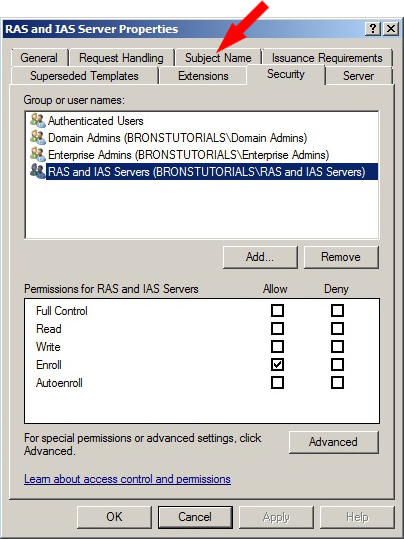 RAS and IAS Server Properties
General Request Handling Subject Name Issuance Requirements
Superseded Templates Extensions Security Server
Group or user names:
Authenticated Users
Domain Admins (BRONSTUTORIALS\Domain Admins)
Enterprise Admins (BRONSTUTORIALS\Enterprise Admins)
RAS and IAS Servers (BRONSTUTORIALS\RAS and IAS Servers)
Add... Remove
Permissions for RAS and IAS Servers Allow Deny
Full Control
Read
Write
Enroll
Autoenroll
For special permissions or advanced settings, click
Advanced.
Advanced
Learn about access control and permissions
OK Cancel Apply Help